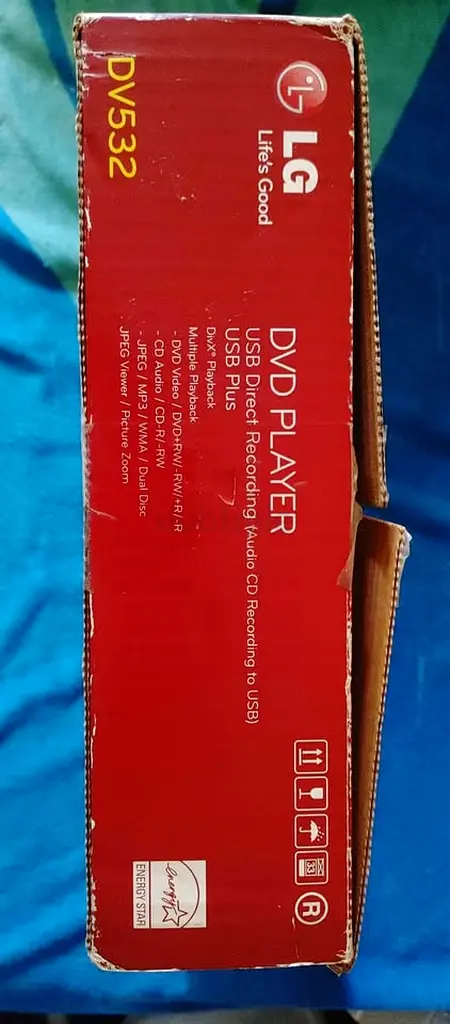 LG
Life's Good
DVD PLAYER
USB Direct Recording (Audio CD Recording to USB)
USB Plus
DivX® Playback
Multiple Playback
- DVD Video / DVD+RW/-RW/+R/-R
- CD Audio / CD-R/-RW
- JPEG / MP3 / WMA / Dual Disc
JPEG Viewer / Picture Zoom
DV532
33
R
energy
ENERGY STAR